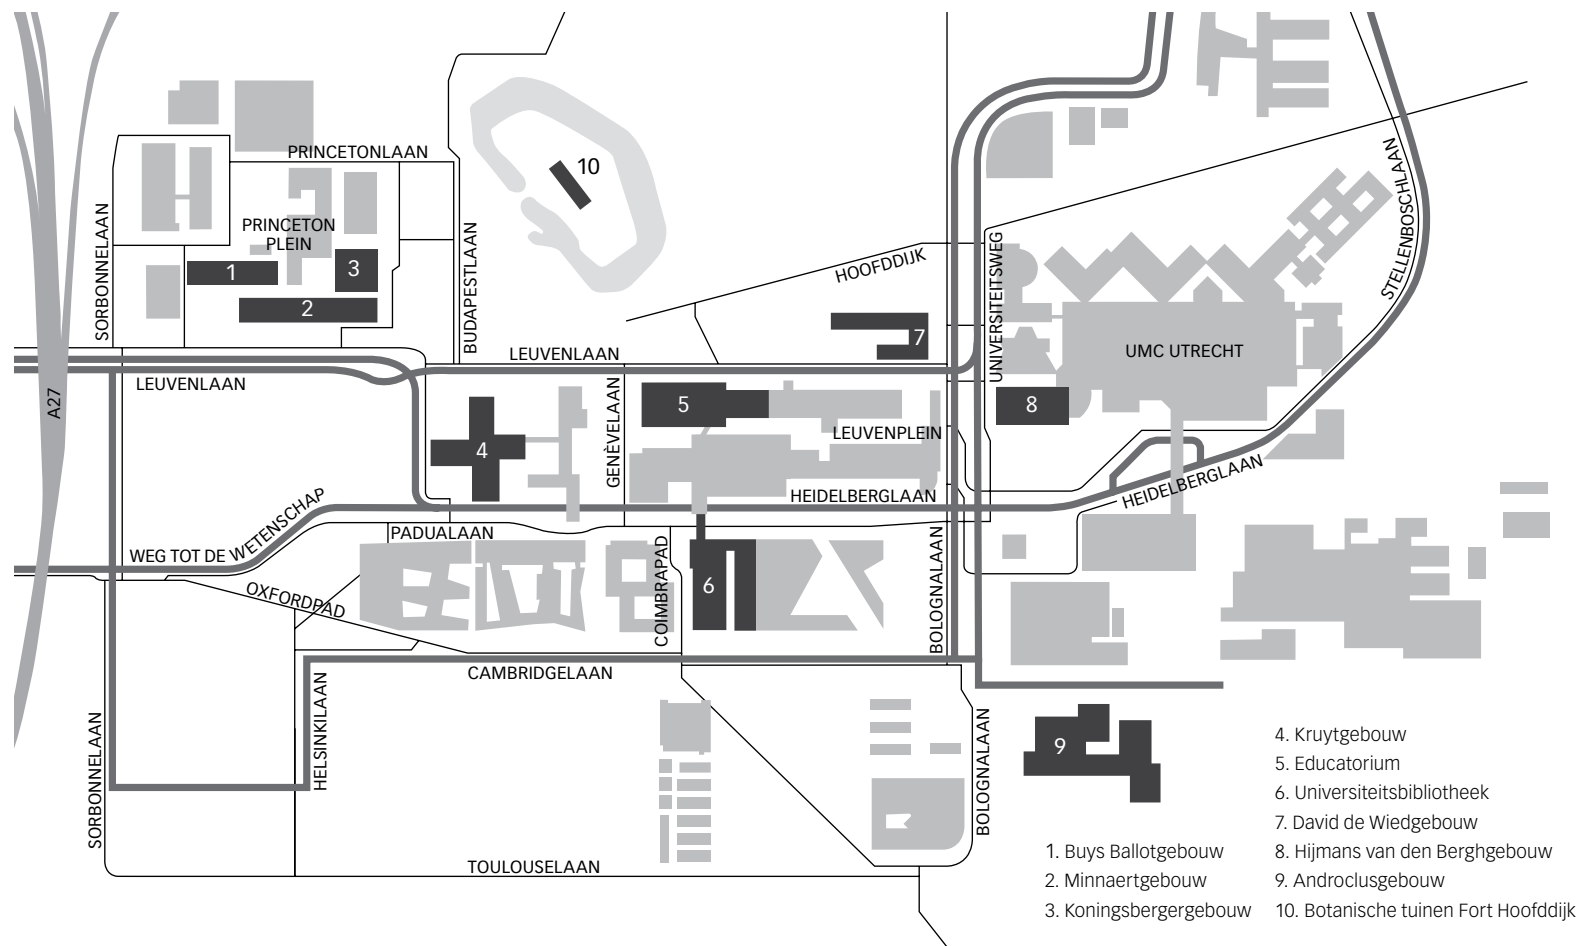 10
PRINCETONLAAN
PRINCETON
PLEIN
SORBONNELAAN
1
3
2
BUDAPESTLAAN
HOOFDDIJK
UNIVERSITEITSWEG
STELLENBOSCHLAAN
7
UMC UTRECHT
LEUVENLAAN
LEUVENLAAN
A27
GENÈVELAAN
5
8
4
LEUVENPLEIN
HEIDELBERGLAAN
HEIDELBERGLAAN
WEG TOT DE WETENSCHAP
PADUALAAN
OXFORDPAD
COIMBRAPAD
6
BOLOGNALAAN
CAMBRIDGELAAN
HELSINKILAAN
SORBONNELAAN
BOLOGNALAAN
9
TOULOUSELAAN
1. Buys Ballotgebouw
2. Minnaertgebouw
3. Koningsbergergebouw
4. Kruytgebouw
5. Educatorium
6. Universiteitsbibliotheek
7. David de Wiedgebouw
8. Hijmans van den Berghgebouw
9. Androclusgebouw
10. Botanische tuinen Fort Hoofddijk